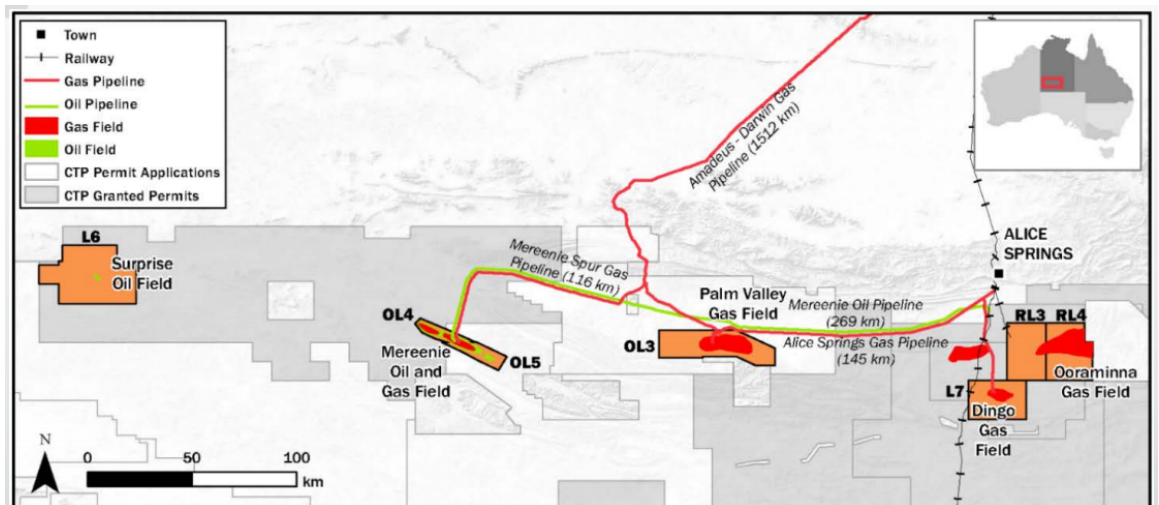 Town
Railway
Gas Pipeline
Oil Pipeline
Gas Field
Oil Field
CTP Permit Applications
CTP Granted Permits
Amadeus - Darwin Gas
Pipeline (1512 km)
ALICE
SPRINGS
L6
Surprise
Oil Field
Mereenie Spur Gas
Pipeline (116 km)
Palm Valley
Gas Field
Mereenie Oil Pipeline
(269 km)
Alice Springs Gas Pipeline
(145 km)
OL4
OL5
Mereenie
Oil and
Gas Field
OL3
RL3
RL4
Ooraminna
Gas Field
L7
Dingo
Gas
Field
N
0 50 100
km